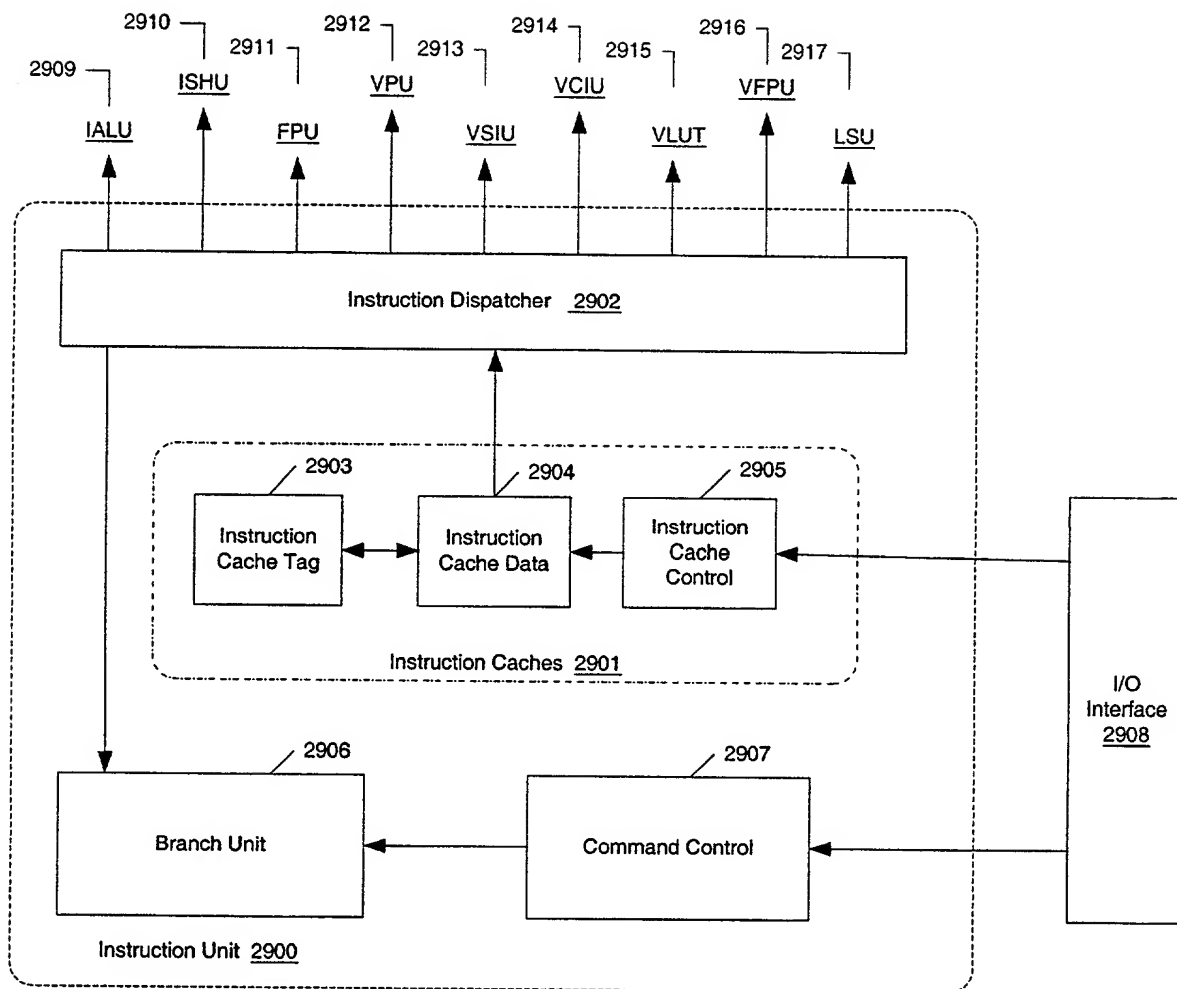 2909
2910
2911
2912
2913
2914
2915
2916
2917
IALU
ISHU
FPU
VPU
VSIU
VCIU
VLUT
VFPU
LSU
Instruction Dispatcher 2902
2903
2904
2905
Instruction
Cache Tag
Instruction
Cache Data
Instruction
Cache
Control
Instruction Caches 2901
I/O
Interface
2908
2906
2907
Branch Unit
Command Control
Instruction Unit 2900